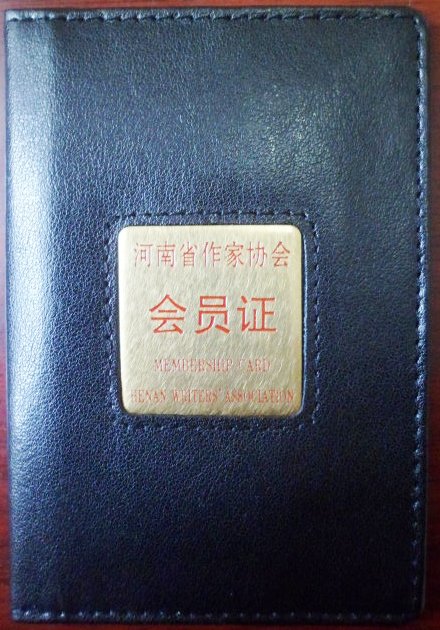 河南省作家协会
会员证
MEMBERSHIP CARD
HENAN WRITERS' ASSOCIATION